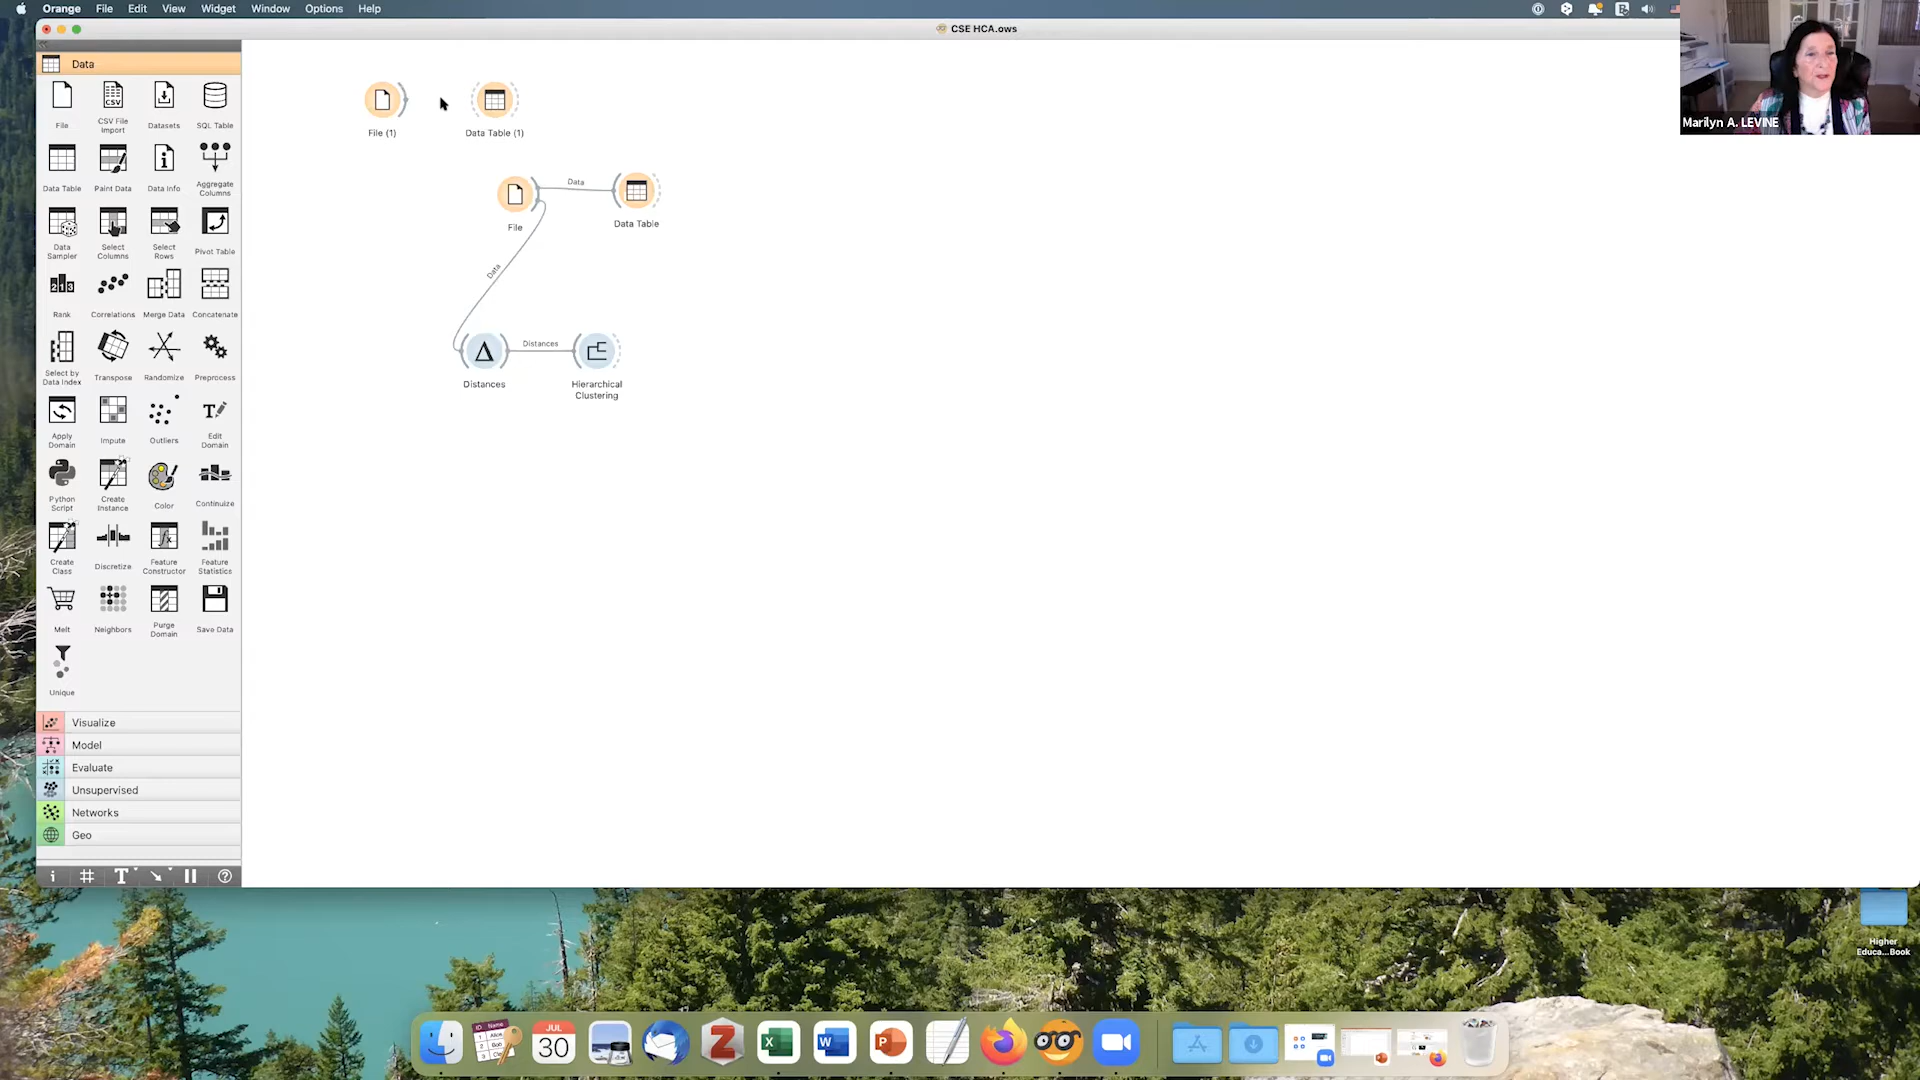 Orange File Edit View Widget Window Options Help
CSE HCA.ows
Marilyn A. LEVINE
Data
File
CSV File Import
Datasets
SQL Table
Data Table
Paint Data
Data Info
Aggregate Columns
Data Sampler
Select Columns
Select Rows
Pivot Table
Rank
Correlations
Merge Data
Concatenate
Select by Data Index
Transpose
Randomize
Preprocess
Apply Domain
Impute
Outliers
Edit Domain
Python Script
Create Instance
Color
Continuize
Create Class
Discretize
Feature Constructor
Feature Statistics
Melt
Neighbors
Purge Domain
Save Data
Unique
Visualize
Model
Evaluate
Unsupervised
Networks
Geo
File (1)
Data Table (1)
File
Data
Data Table
Data
Distances
Distances
Hierarchical
Clustering
Higher
Educa...Book
JUL
30